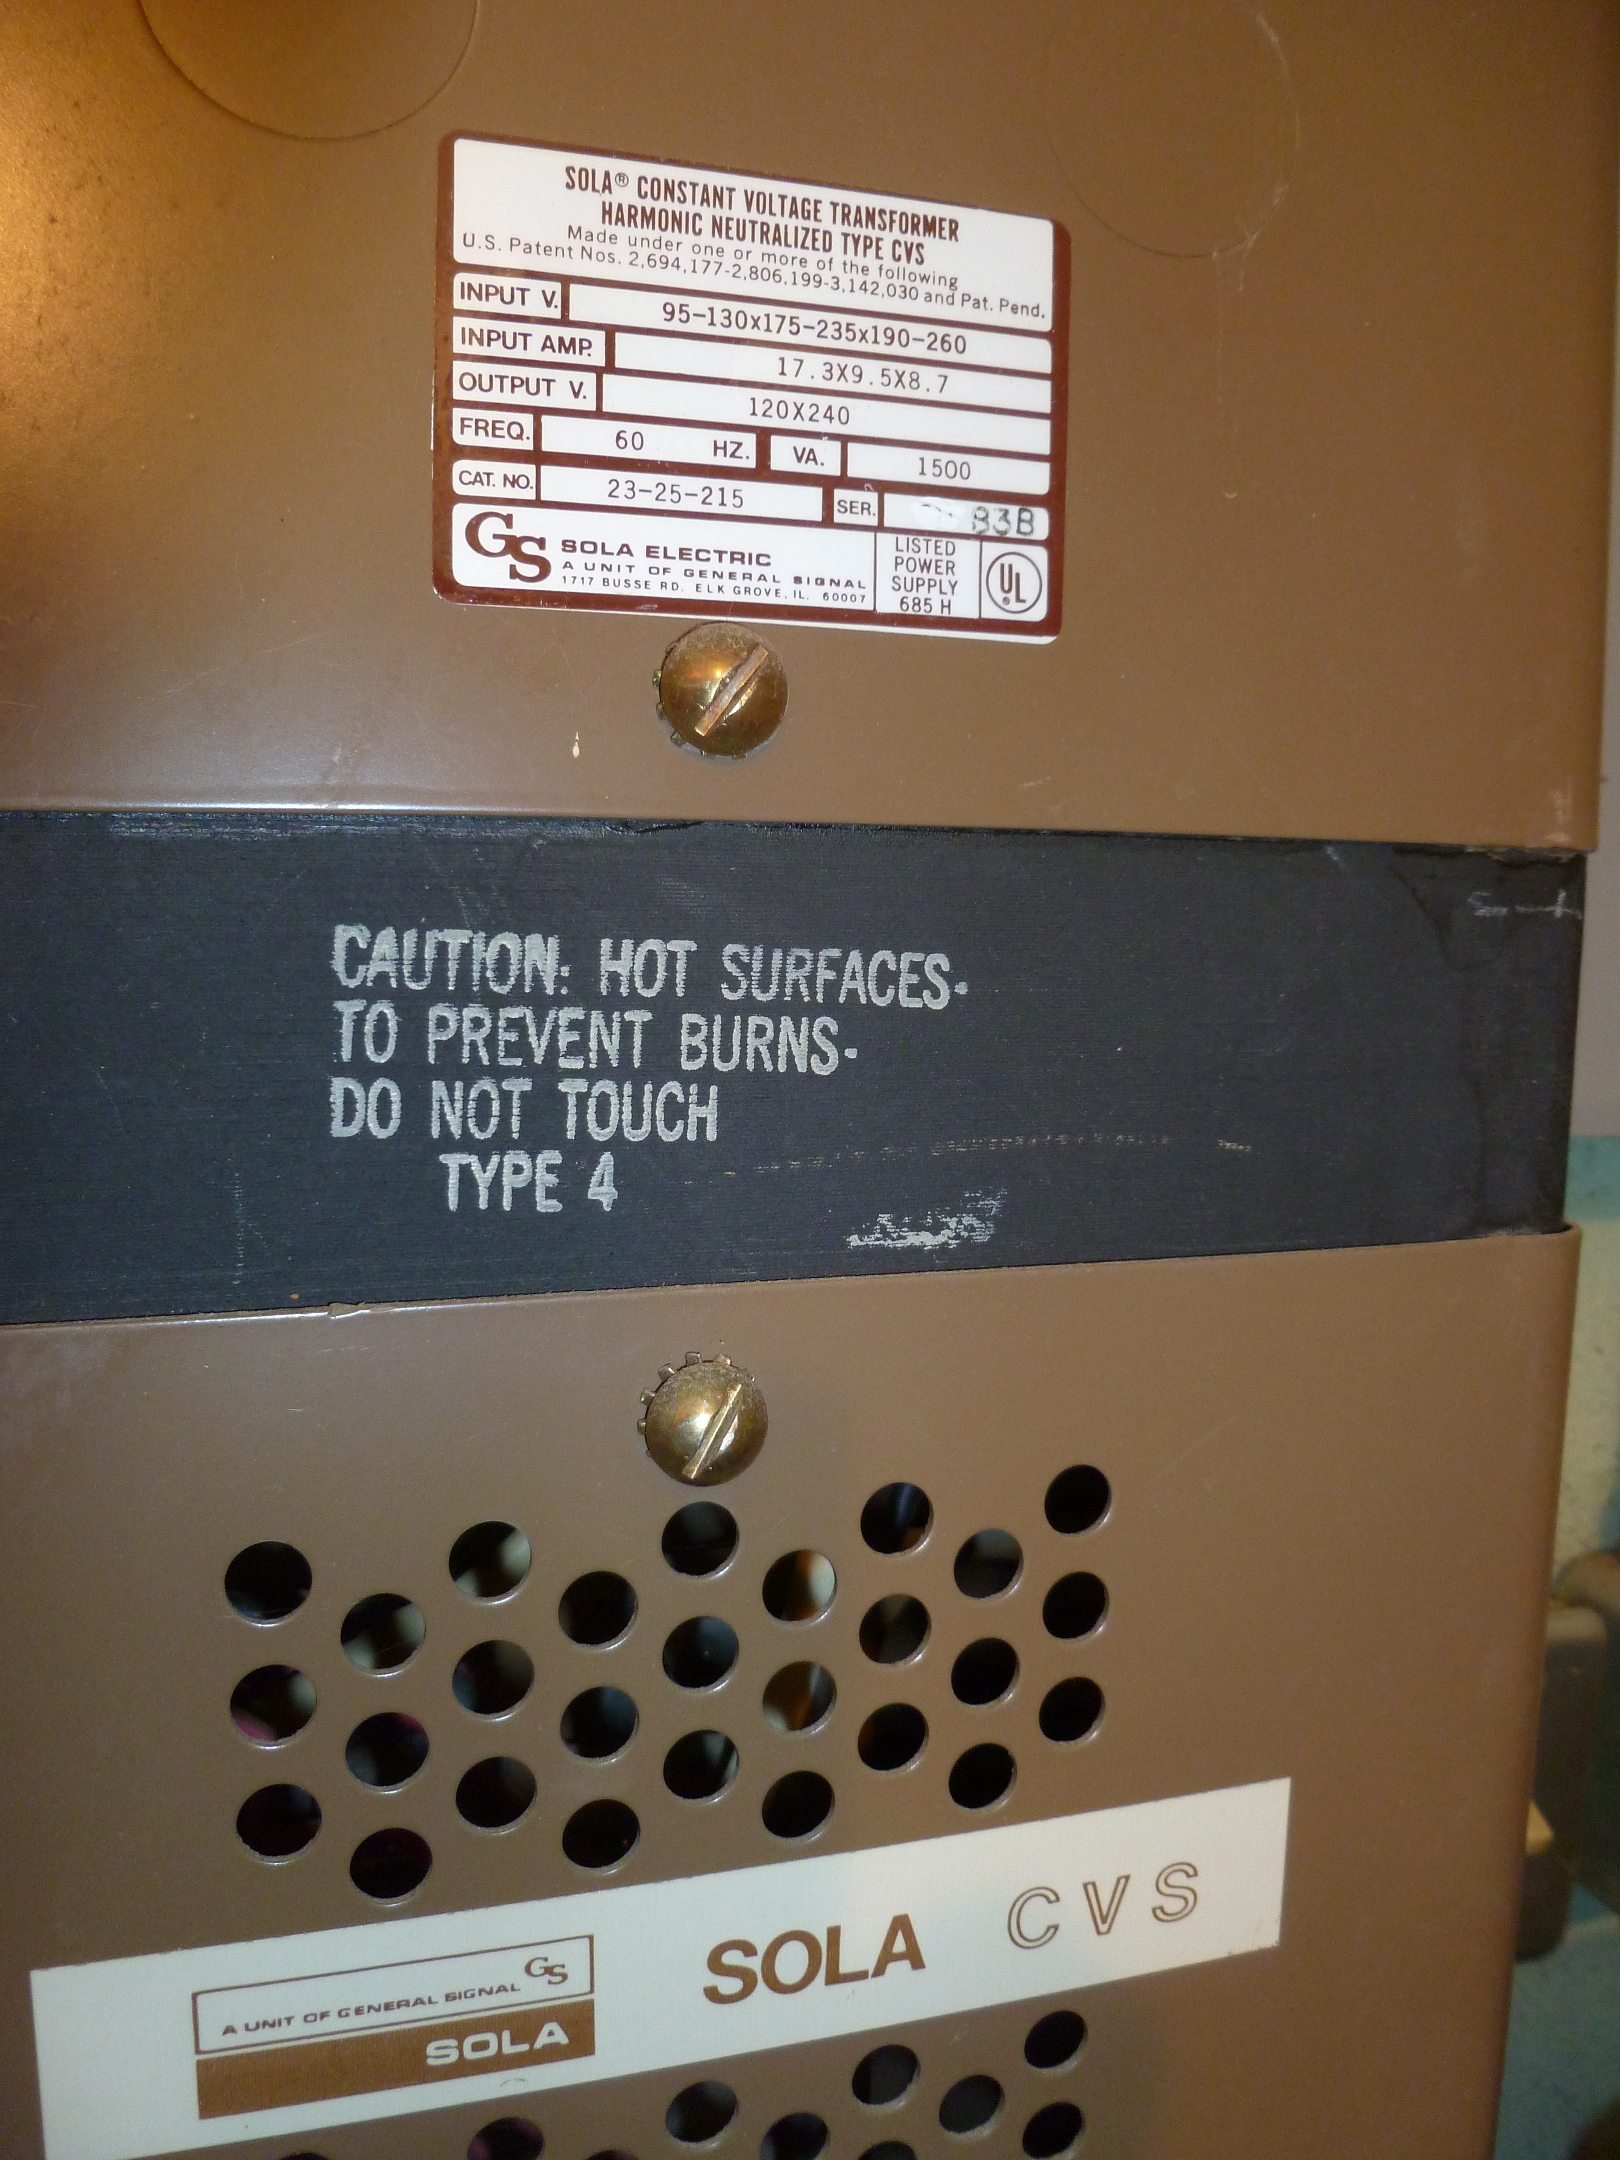 SOLA® CONSTANT VOLTAGE TRANSFORMER
HARMONIC NEUTRALIZED TYPE CVS
Made under one or more of the following
U.S. Patent Nos. 2,694,177-2,806,199-3,142,030 and Pat. Pend.
INPUT V. 95-130x175-235x190-260
INPUT AMP. 17.3X9.5X8.7
OUTPUT V. 120X240
FREQ. 60 HZ. VA. 1500
CAT. NO. 23-25-215 SER. 83B
GS SOLA ELECTRIC
A UNIT OF GENERAL SIGNAL
1717 BUSSE RD. ELK GROVE, IL. 60007
LISTED
POWER
SUPPLY
685 H
UL®
CAUTION: HOT SURFACES-
TO PREVENT BURNS-
DO NOT TOUCH
TYPE 4
A UNIT OF GENERAL SIGNAL GS
SOLA
SOLA CVS